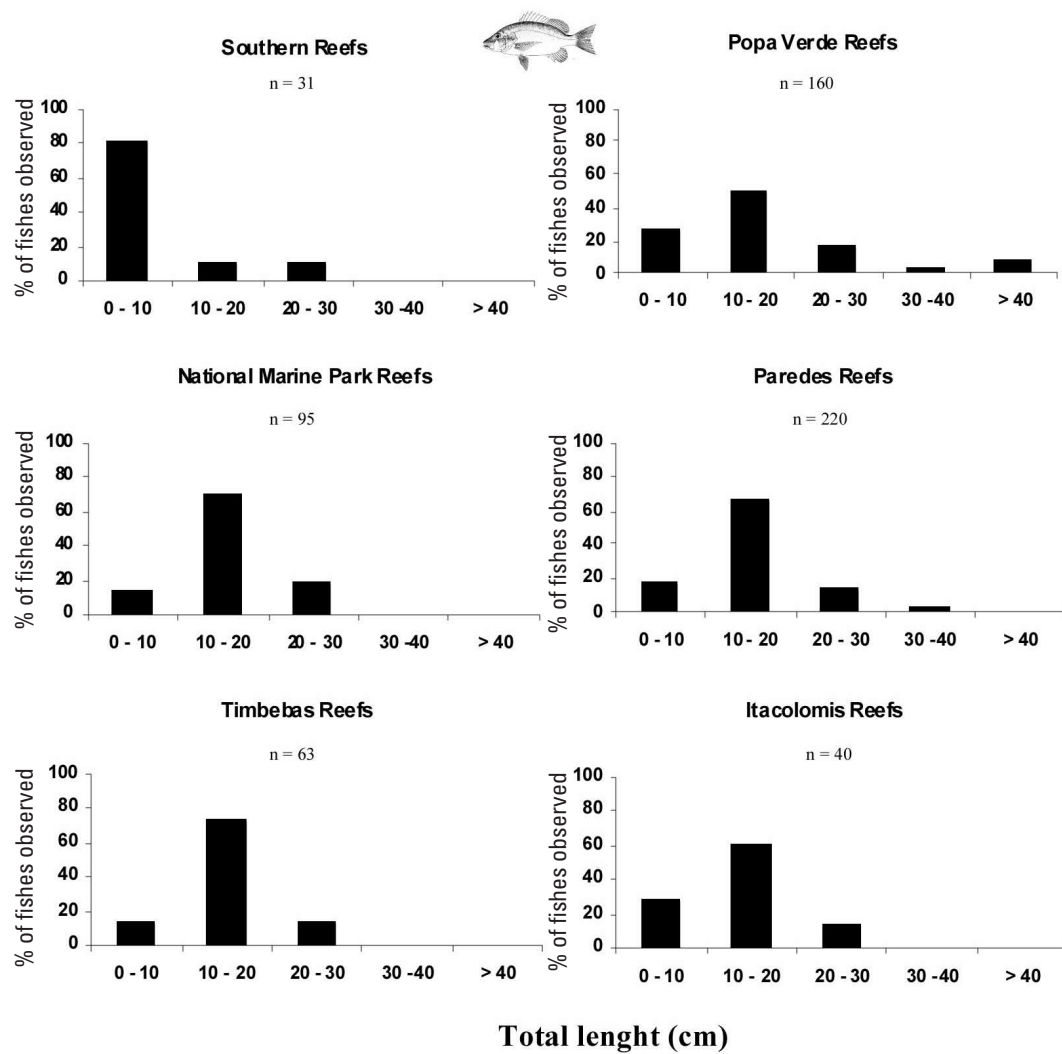 Southern Reefs
n = 31
% of fishes observed
100
80
60
40
20
0
0 - 10 10 - 20 20 - 30 30 -40 > 40
Popa Verde Reefs
n = 160
% of fishes observed
100
80
60
40
20
0
0 - 10 10 - 20 20 - 30 30 -40 > 40
National Marine Park Reefs
n = 95
% of fishes observed
100
80
60
40
20
0
0 - 10 10 - 20 20 - 30 30 -40 > 40
Paredes Reefs
n = 220
% of fishes observed
100
80
60
40
20
0
0 - 10 10 - 20 20 - 30 30 -40 > 40
Timbebas Reefs
n = 63
% of fishes observed
100
80
60
40
20
0
0 - 10 10 - 20 20 - 30 30 -40 > 40
Itacolomis Reefs
n = 40
% of fishes observed
100
80
60
40
20
0
0 - 10 10 - 20 20 - 30 30 -40 > 40
Total lenght (cm)